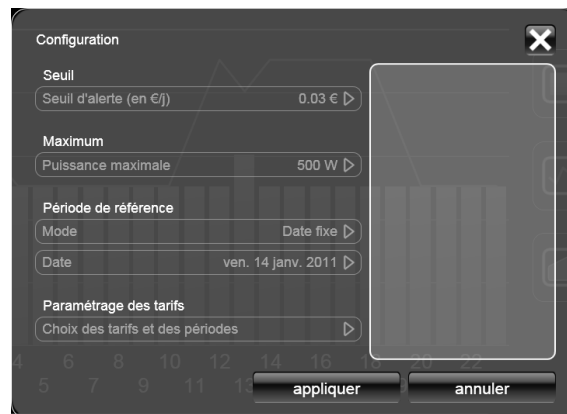 Configuration
Seuil
Seuil d'alerte (en €/j) 0.03 €
Maximum
Puissance maximale 500 W
Période de référence
Mode Date fixe
Date ven. 14 janv. 2011
Paramétrage des tarifs
Choix des tarifs et des périodes
4 6 8 10 12 14 16 18 20 22
5 7 9 11 13
appliquer annuler